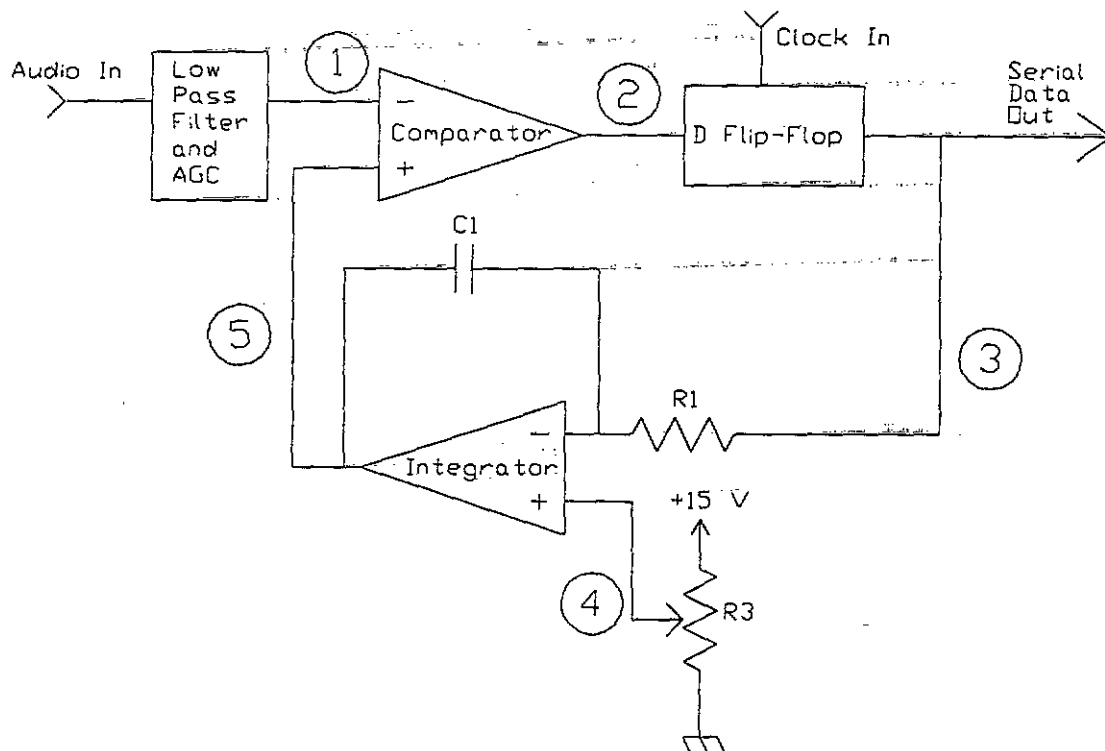 Audio In
Low
Pass
Filter
and
AGC
1
-
Comparator
+
2
Clock In
D Flip-Flop
Serial
Data
Out
C1
5
3
R1
-
Integrator
+
+15 V
4
R3